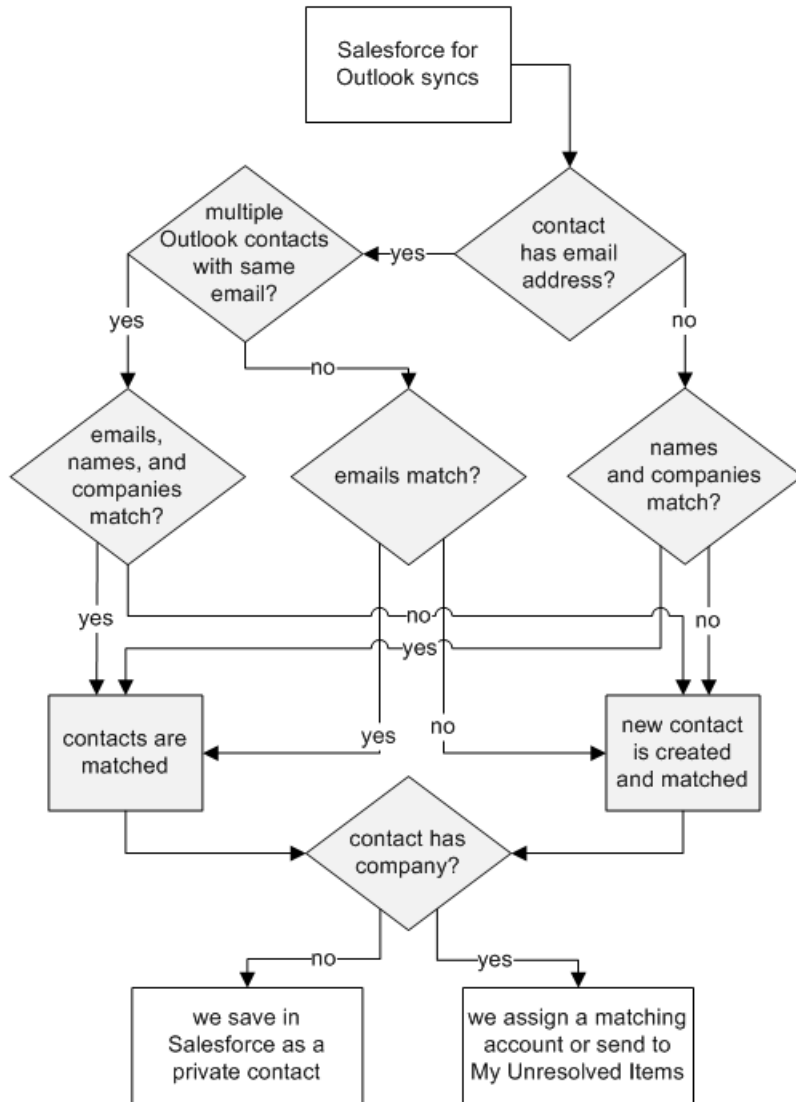 Salesforce for
Outlook syncs
multiple
Outlook contacts
with same
email?
yes
contact
has email
address?
yes
no
no
emails,
names, and
companies
match?
emails match?
names
and companies
match?
yes
no
no
yes
contacts are
matched
yes
no
new contact
is created
and matched
contact has
company?
no
yes
we save in
Salesforce as a
private contact
we assign a matching
account or send to
My Unresolved Items